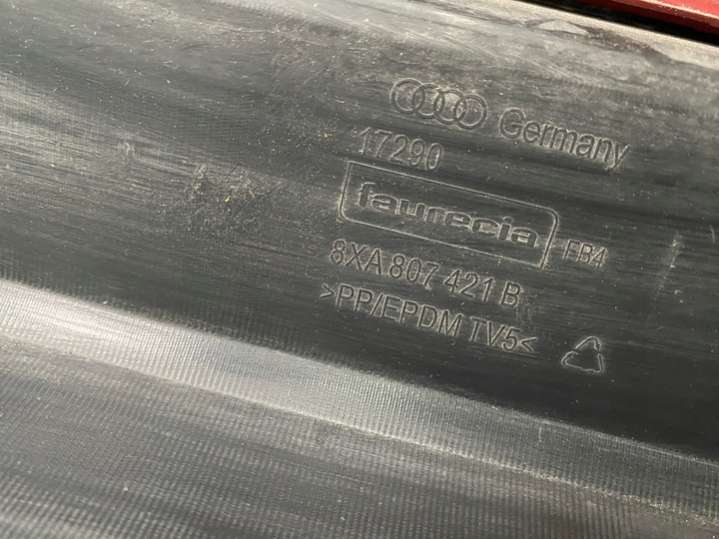 Germany
17290
faurecia FB4
8XA 807 421 B
>PP/EPDM TV5<